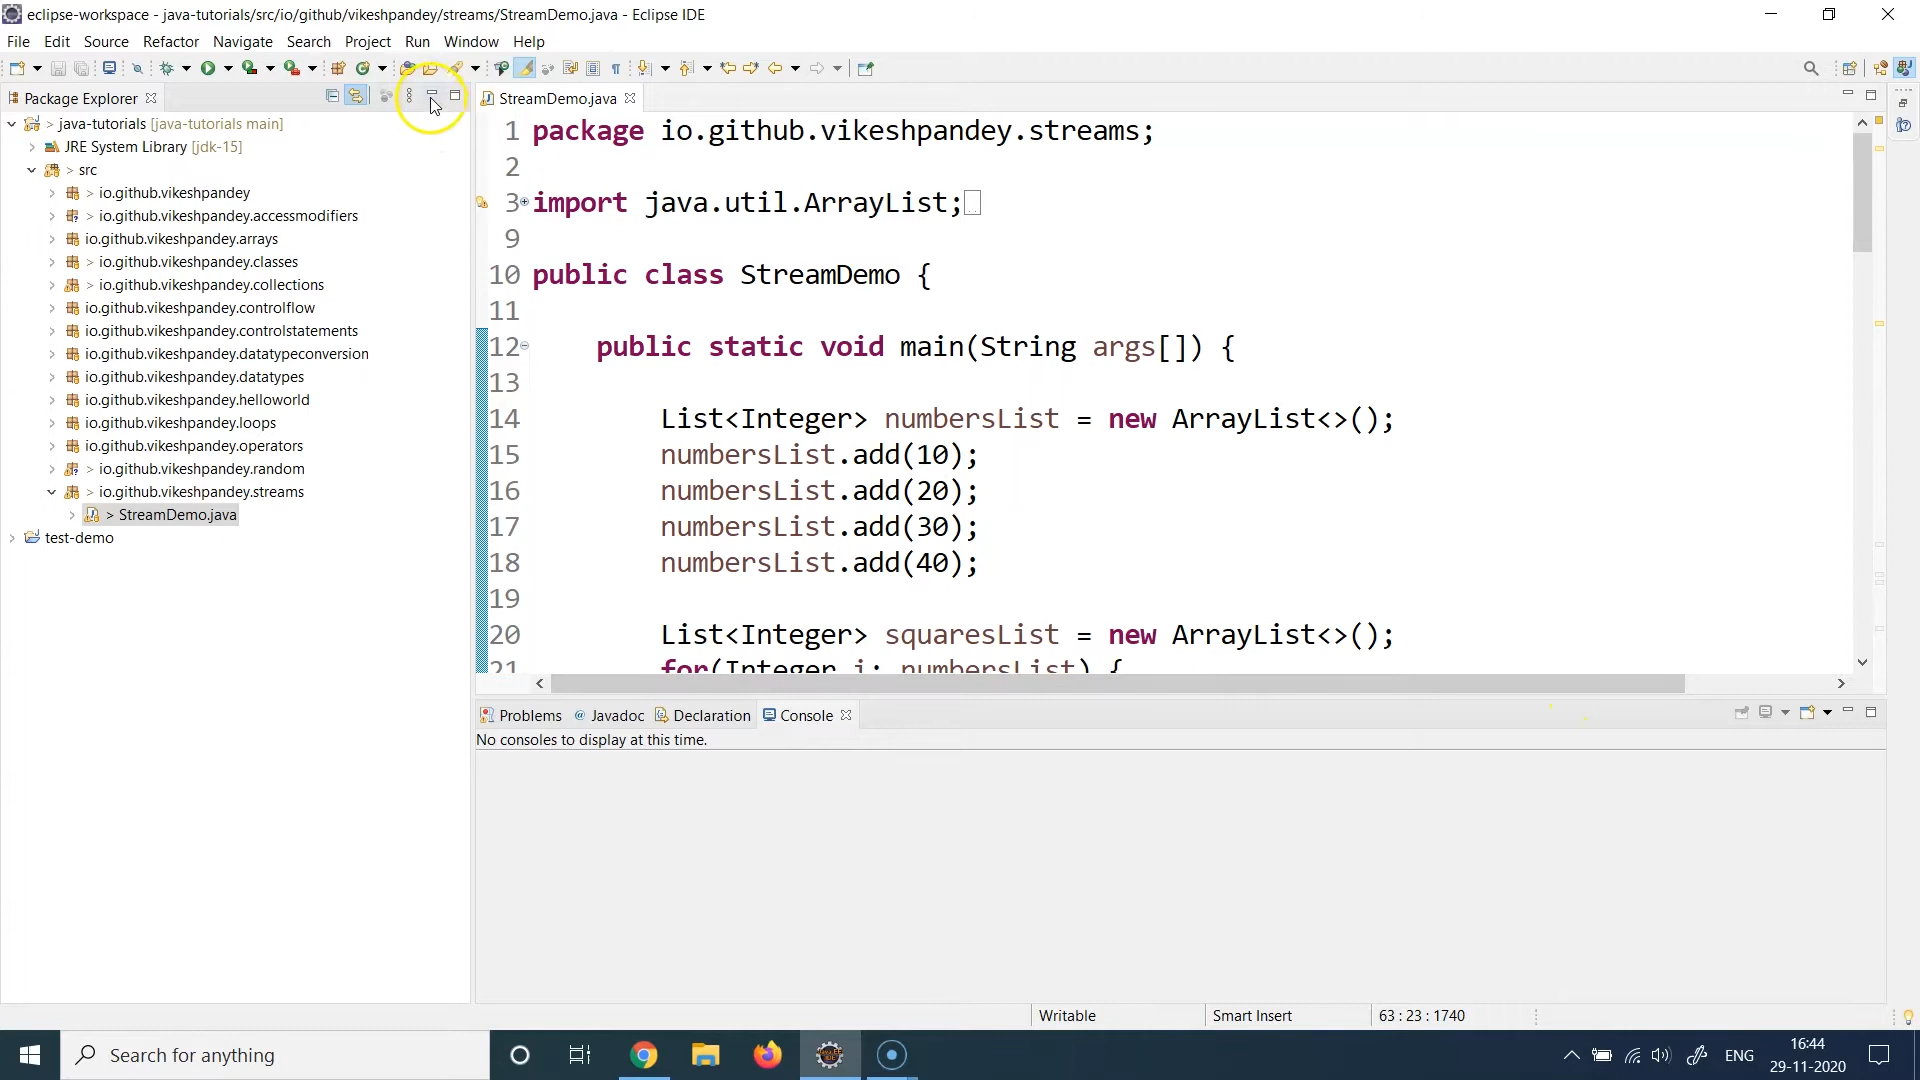 eclipse-workspace - java-tutorials/src/io/github/vikeshpandey/streams/StreamDemo.java - Eclipse IDE
File Edit Source Refactor Navigate Search Project Run Window Help
Package Explorer
> java-tutorials [java-tutorials main]
JRE System Library [jdk-15]
> src
> io.github.vikeshpandey
> io.github.vikeshpandey.accessmodifiers
io.github.vikeshpandey.arrays
> io.github.vikeshpandey.classes
> io.github.vikeshpandey.collections
io.github.vikeshpandey.controlflow
io.github.vikeshpandey.controlstatements
io.github.vikeshpandey.datatypeconversion
io.github.vikeshpandey.datatypes
io.github.vikeshpandey.helloworld
io.github.vikeshpandey.loops
io.github.vikeshpandey.operators
> io.github.vikeshpandey.random
> io.github.vikeshpandey.streams
> StreamDemo.java
test-demo
StreamDemo.java
1 package io.github.vikeshpandey.streams;
2
3 import java.util.ArrayList;
9
10 public class StreamDemo {
11
12 public static void main(String args[]) {
13
14 List<Integer> numbersList = new ArrayList<>();
15 numbersList.add(10);
16 numbersList.add(20);
17 numbersList.add(30);
18 numbersList.add(40);
19
20 List<Integer> squaresList = new ArrayList<>();
21 for(Integer i: numbersList) {
Problems @ Javadoc Declaration Console
No consoles to display at this time.
Writable Smart Insert 63 : 23 : 1740
Search for anything
ENG
16:44
29-11-2020